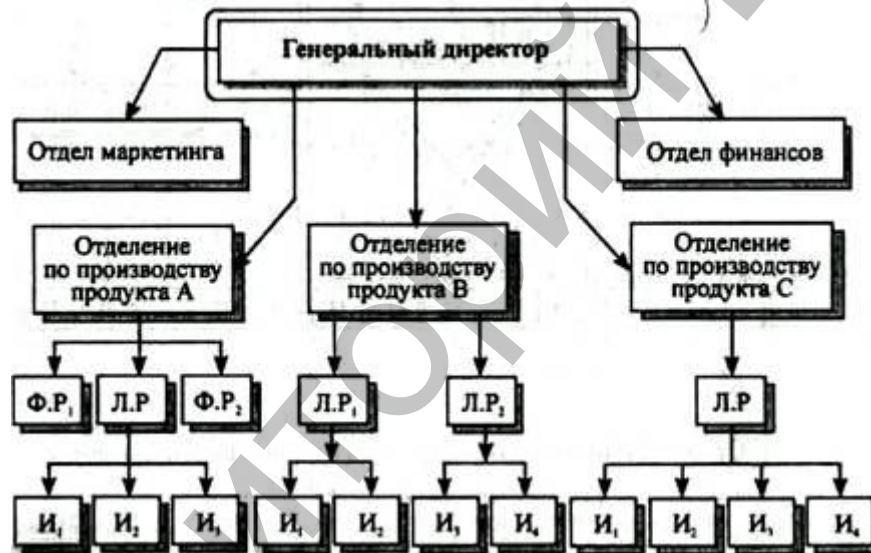 Генеральный директор
Отдел маркетинга
Отдел финансов
Отделение
по производству
продукта А
Отделение
по производству
продукта В
Отделение
по производству
продукта С
Ф.Р₁
Л.Р
Ф.Р₂
Л.Р₁
Л.Р₂
Л.Р
И₁
И₂
И₃
И₁
И₂
И₃
И₄
И₁
И₂
И₃
И₄
ИТОРИЙ